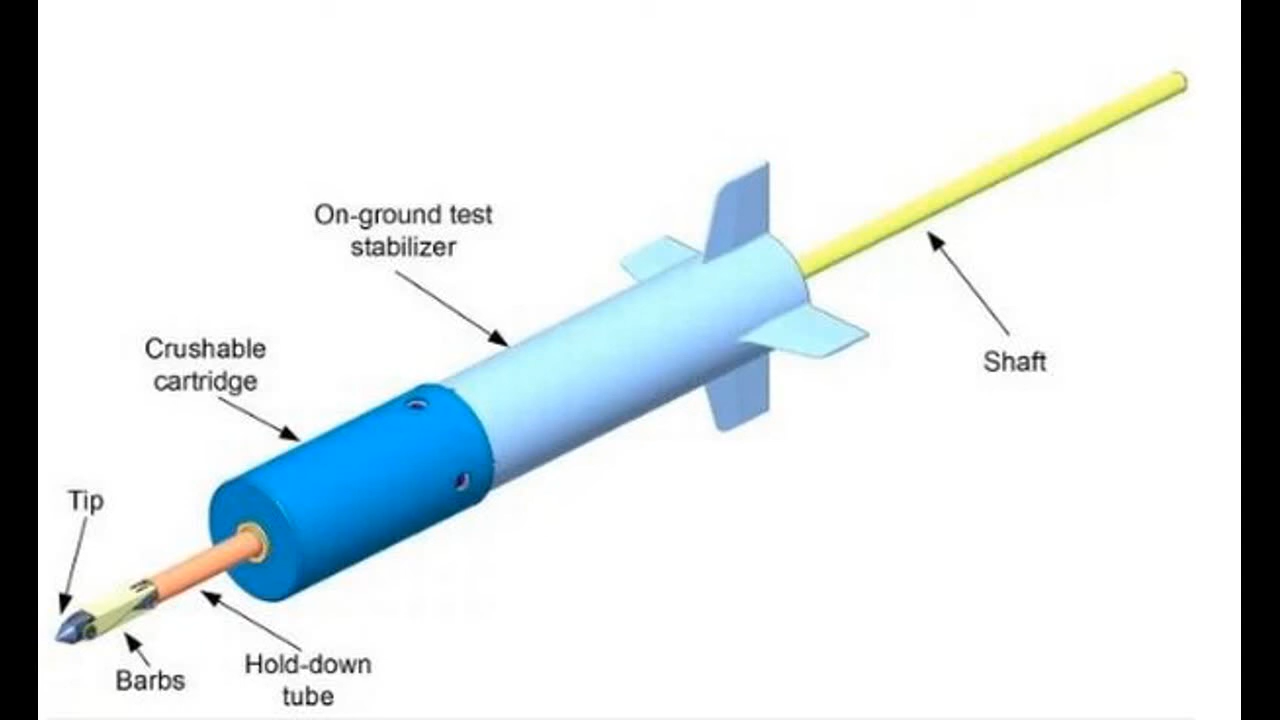 On-ground test
stabilizer
Crushable
cartridge
Shaft
Tip
Barbs
Hold-down
tube